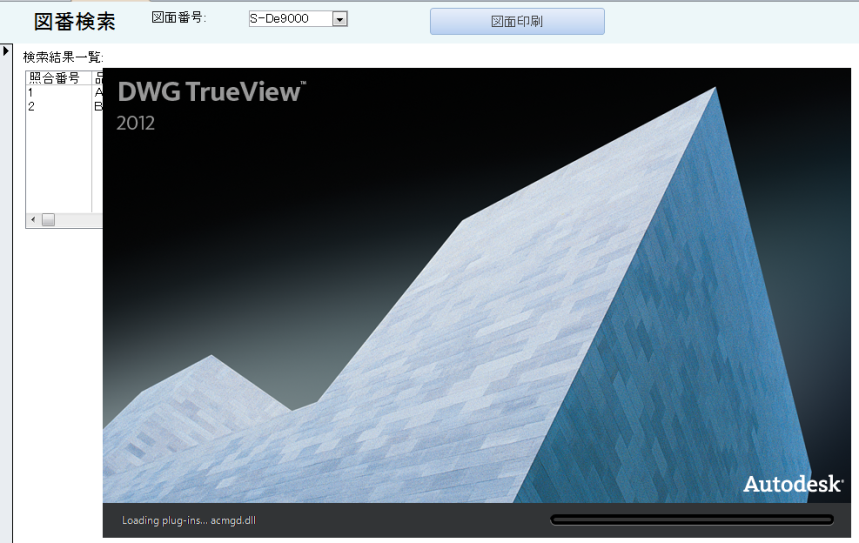 図番検索
図面番号:
S-De9000
図面印刷
検索結果一覧:
照合番号
1 A
2 B
DWG TrueView™
2012
Autodesk
Loading plug-ins... acmgd.dll